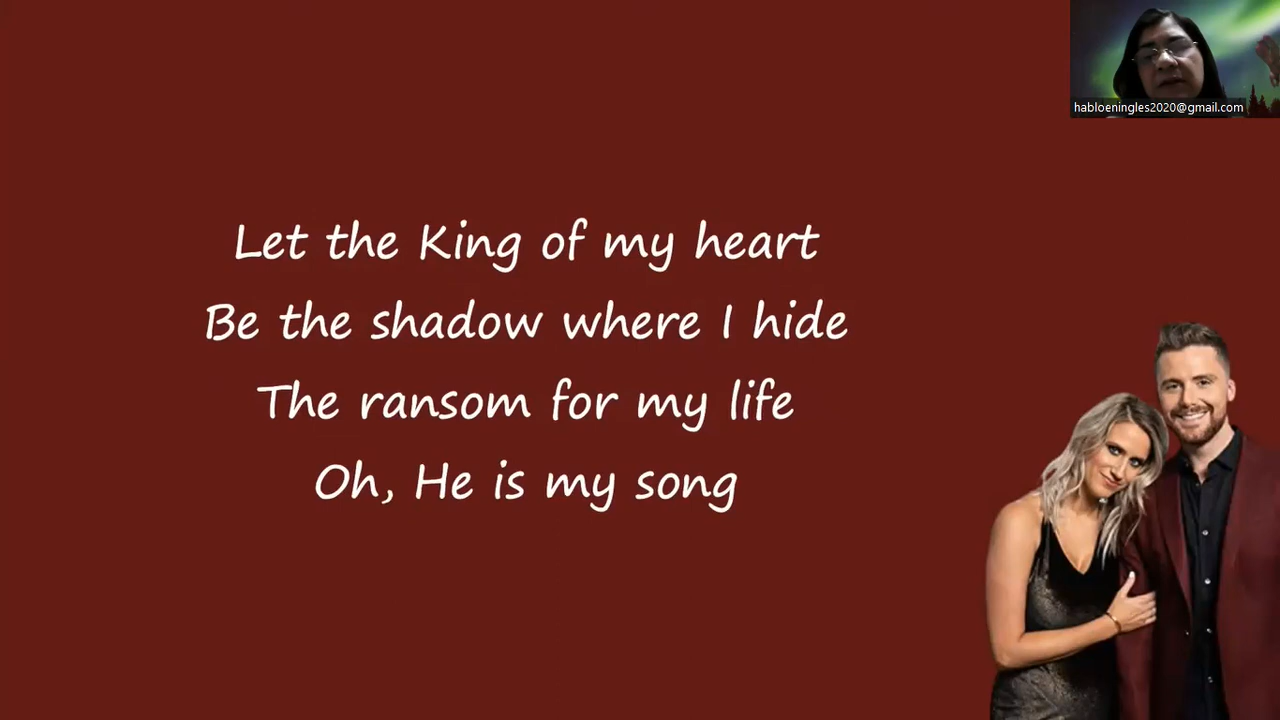 habloeningles2020@gmail.com
Let the King of my heart
Be the shadow where I hide
The ransom for my life
Oh, He is my song